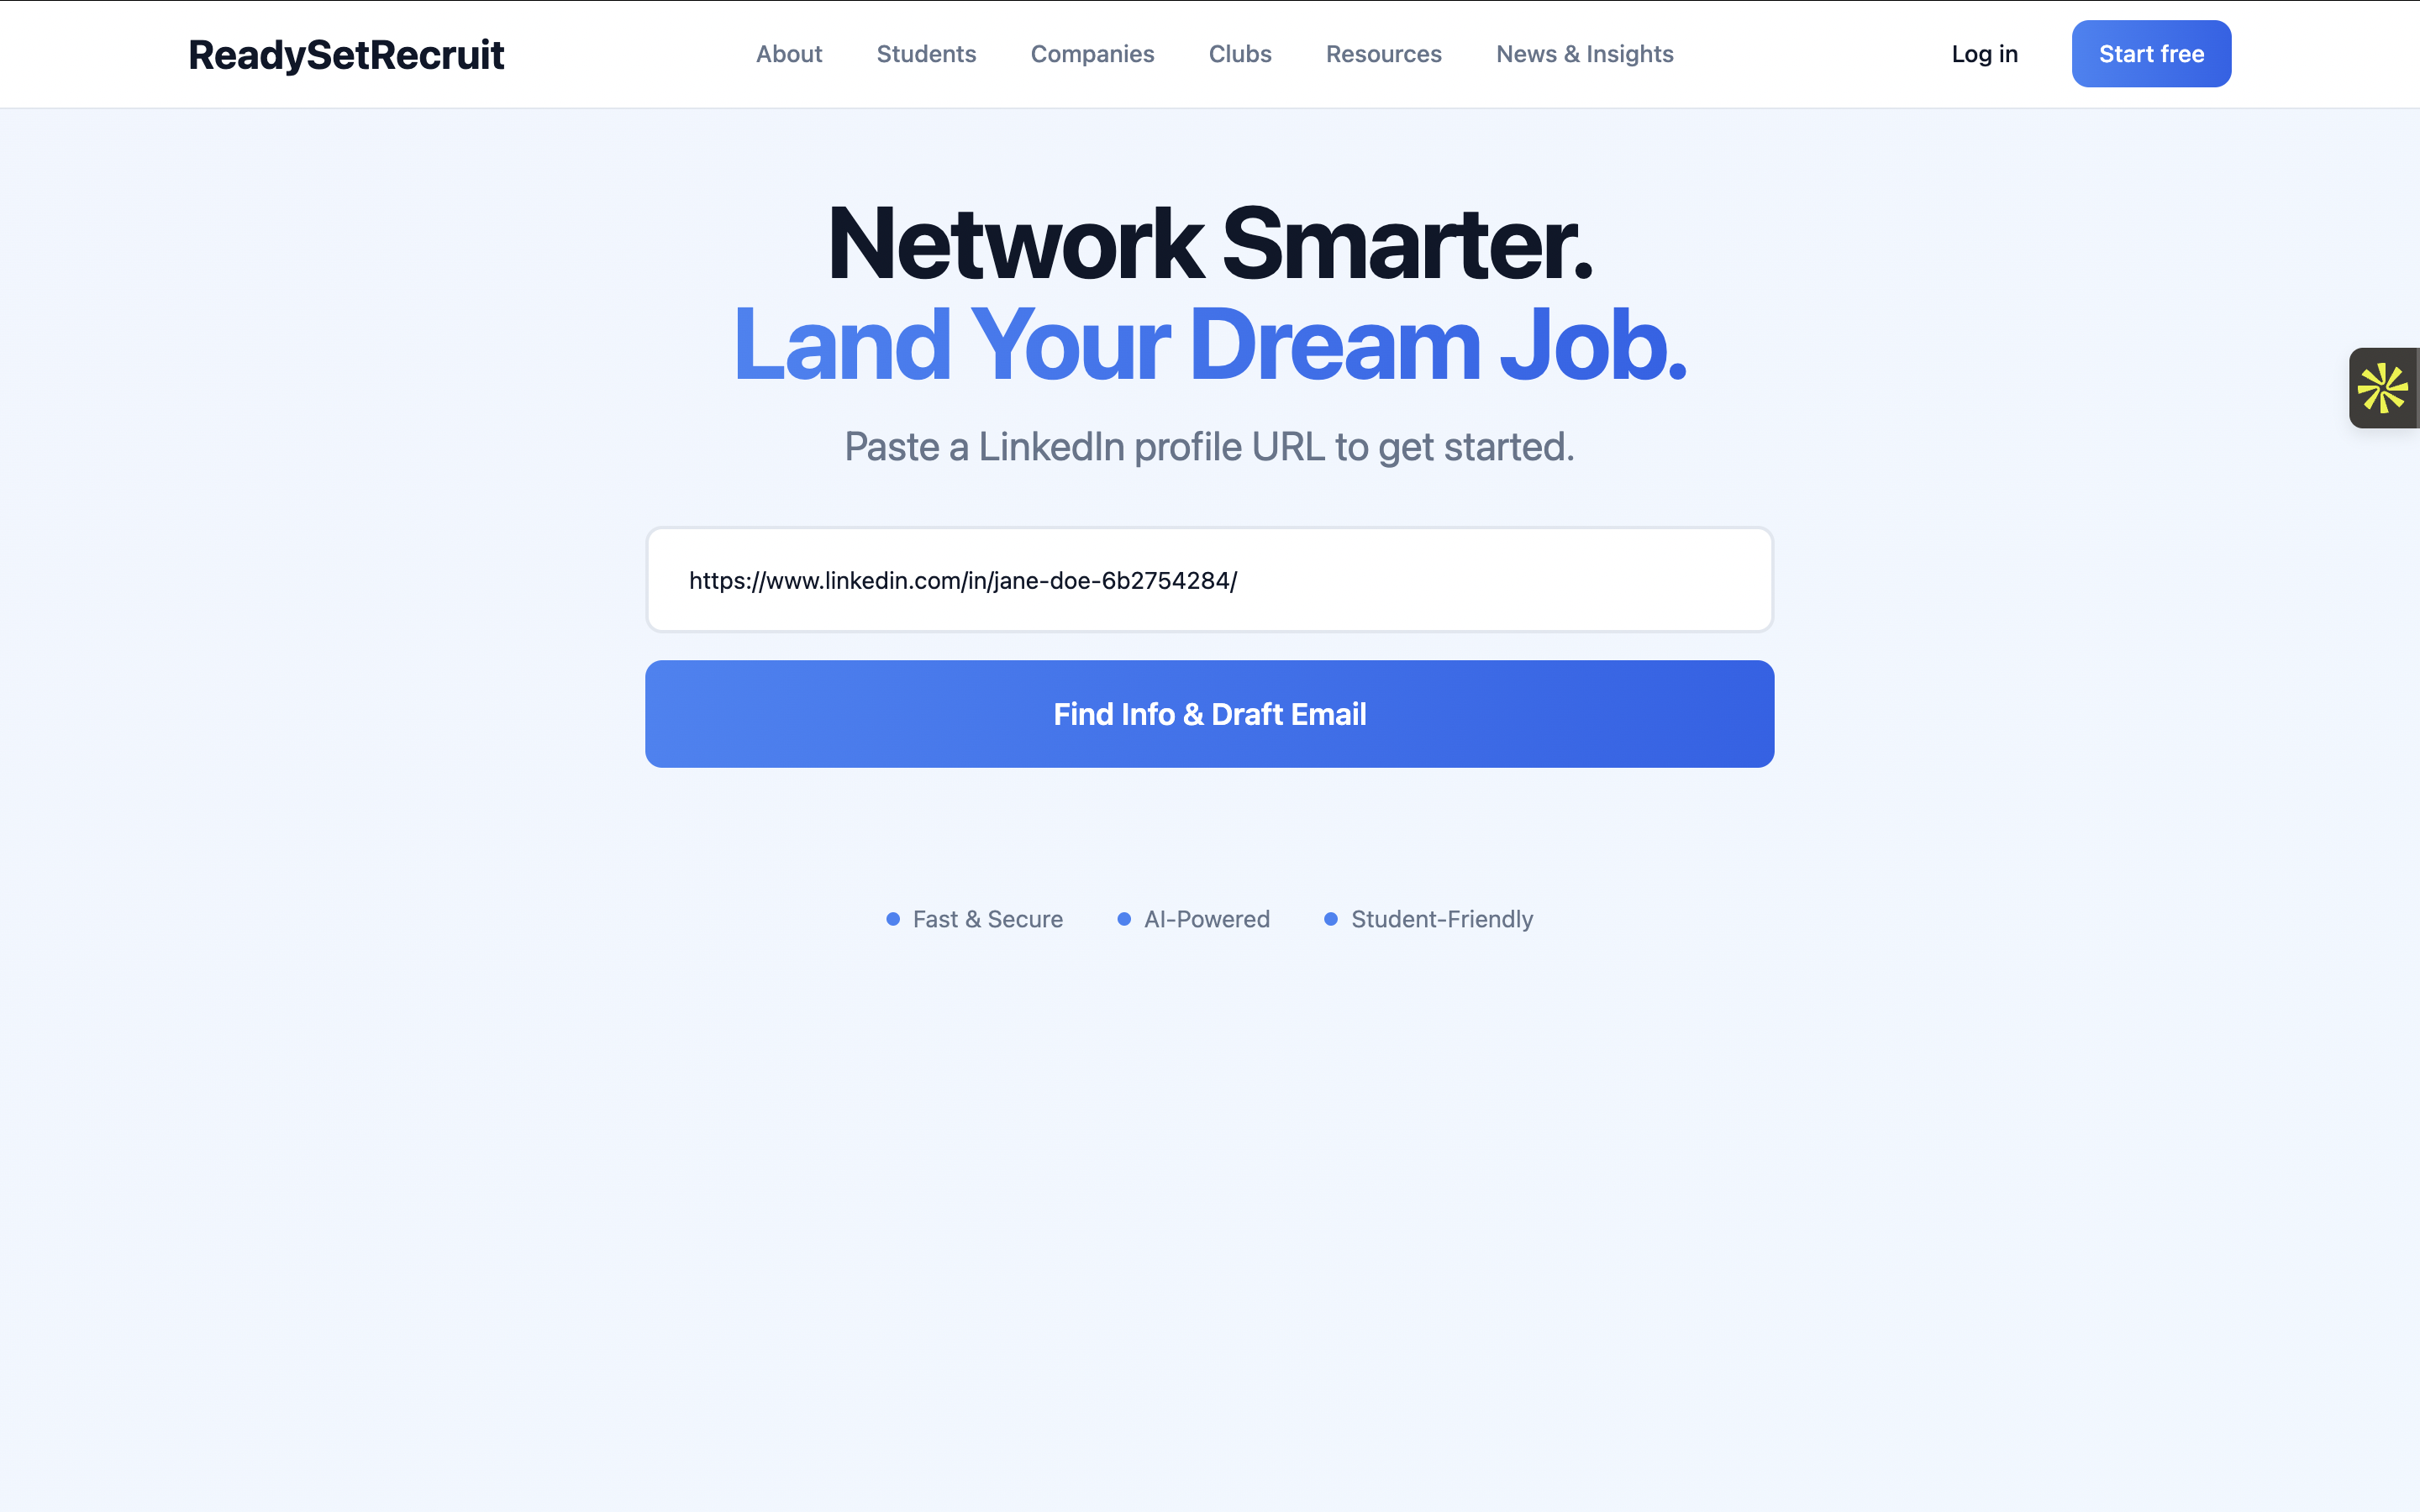 ReadySetRecruit
About Students Companies Clubs Resources News & Insights
Log in Start free
Network Smarter.
Land Your Dream Job.
Paste a LinkedIn profile URL to get started.
https://www.linkedin.com/in/jane-doe-6b2754284/
Find Info & Draft Email
Fast & Secure AI-Powered Student-Friendly